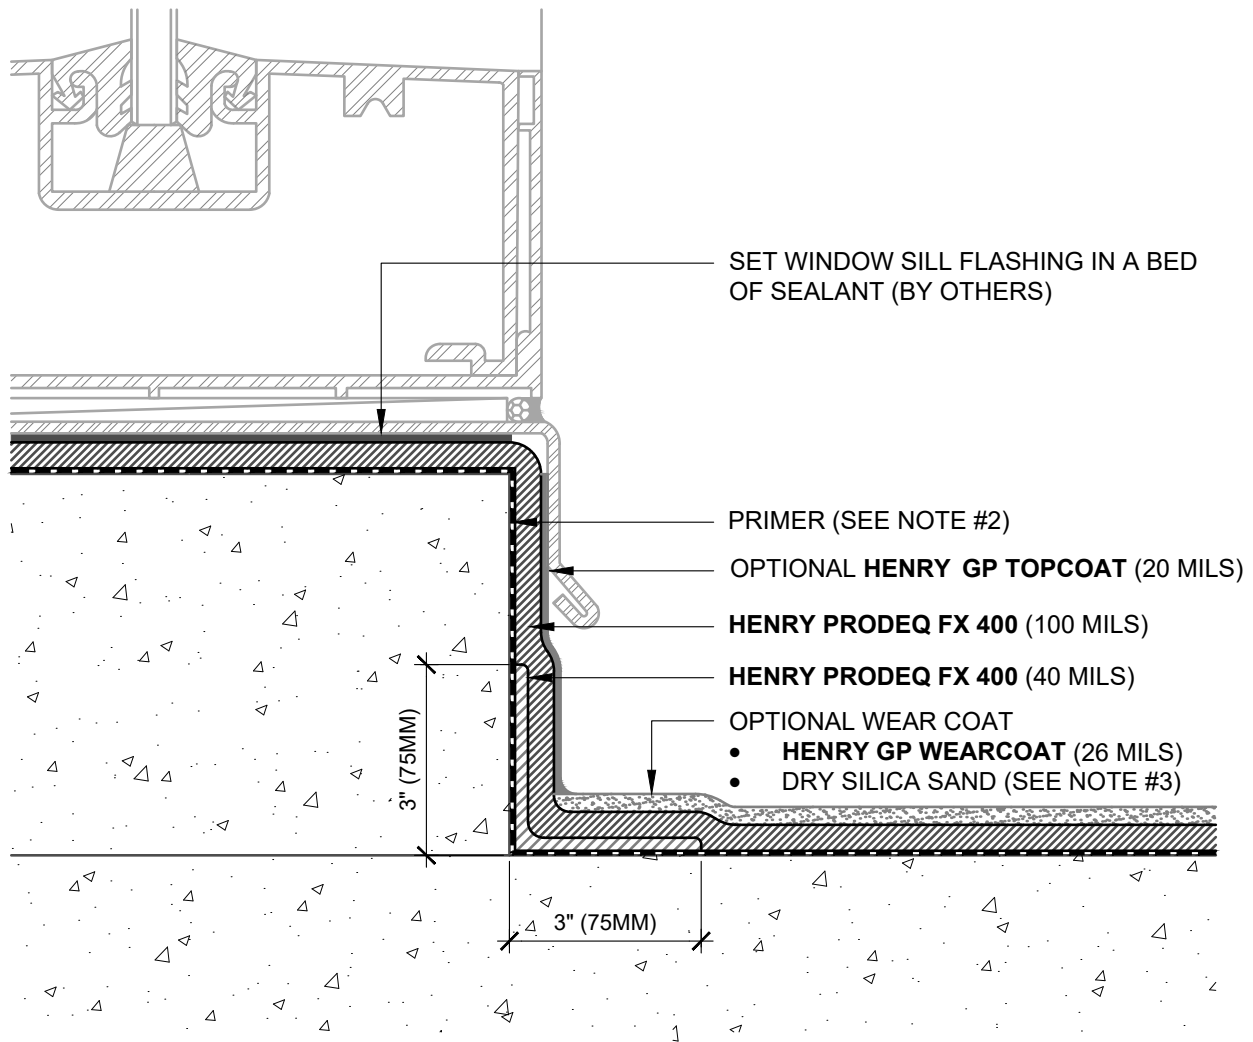 SET WINDOW SILL FLASHING IN A BED
OF SEALANT (BY OTHERS)
PRIMER (SEE NOTE #2)
OPTIONAL HENRY GP TOPCOAT (20 MILS)
HENRY PRODEQ FX 400 (100 MILS)
HENRY PRODEQ FX 400 (40 MILS)
OPTIONAL WEAR COAT
• HENRY GP WEARCOAT (26 MILS)
• DRY SILICA SAND (SEE NOTE #3)
3" (75MM)
3" (75MM)